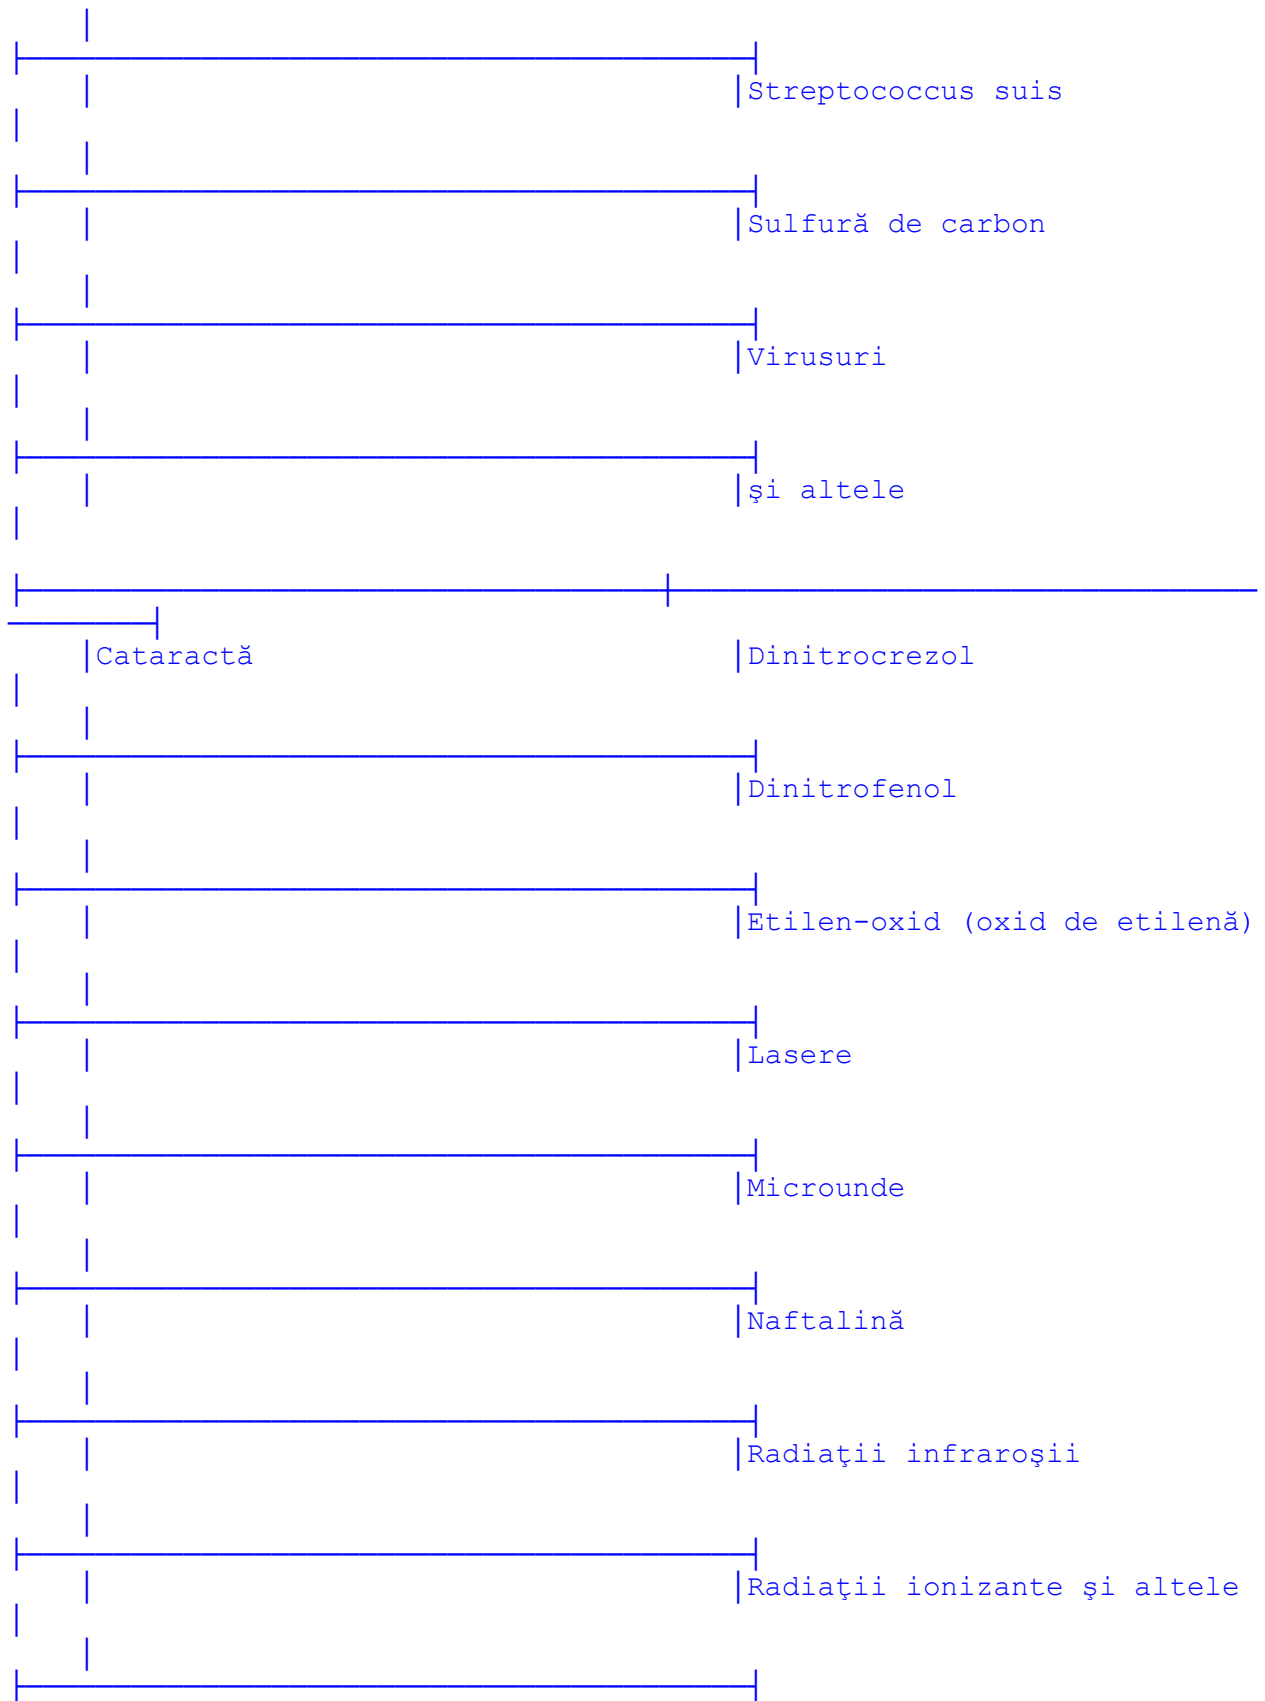 Streptococcus suis
Sulfură de carbon
Virusuri
şi altele
Cataractă Dinitrocrezol
Dinitrofenol
Etilen-oxid (oxid de etilenă)
Lasere
Microunde
Naftalină
Radiaţii infraroşii
Radiaţii ionizante şi altele